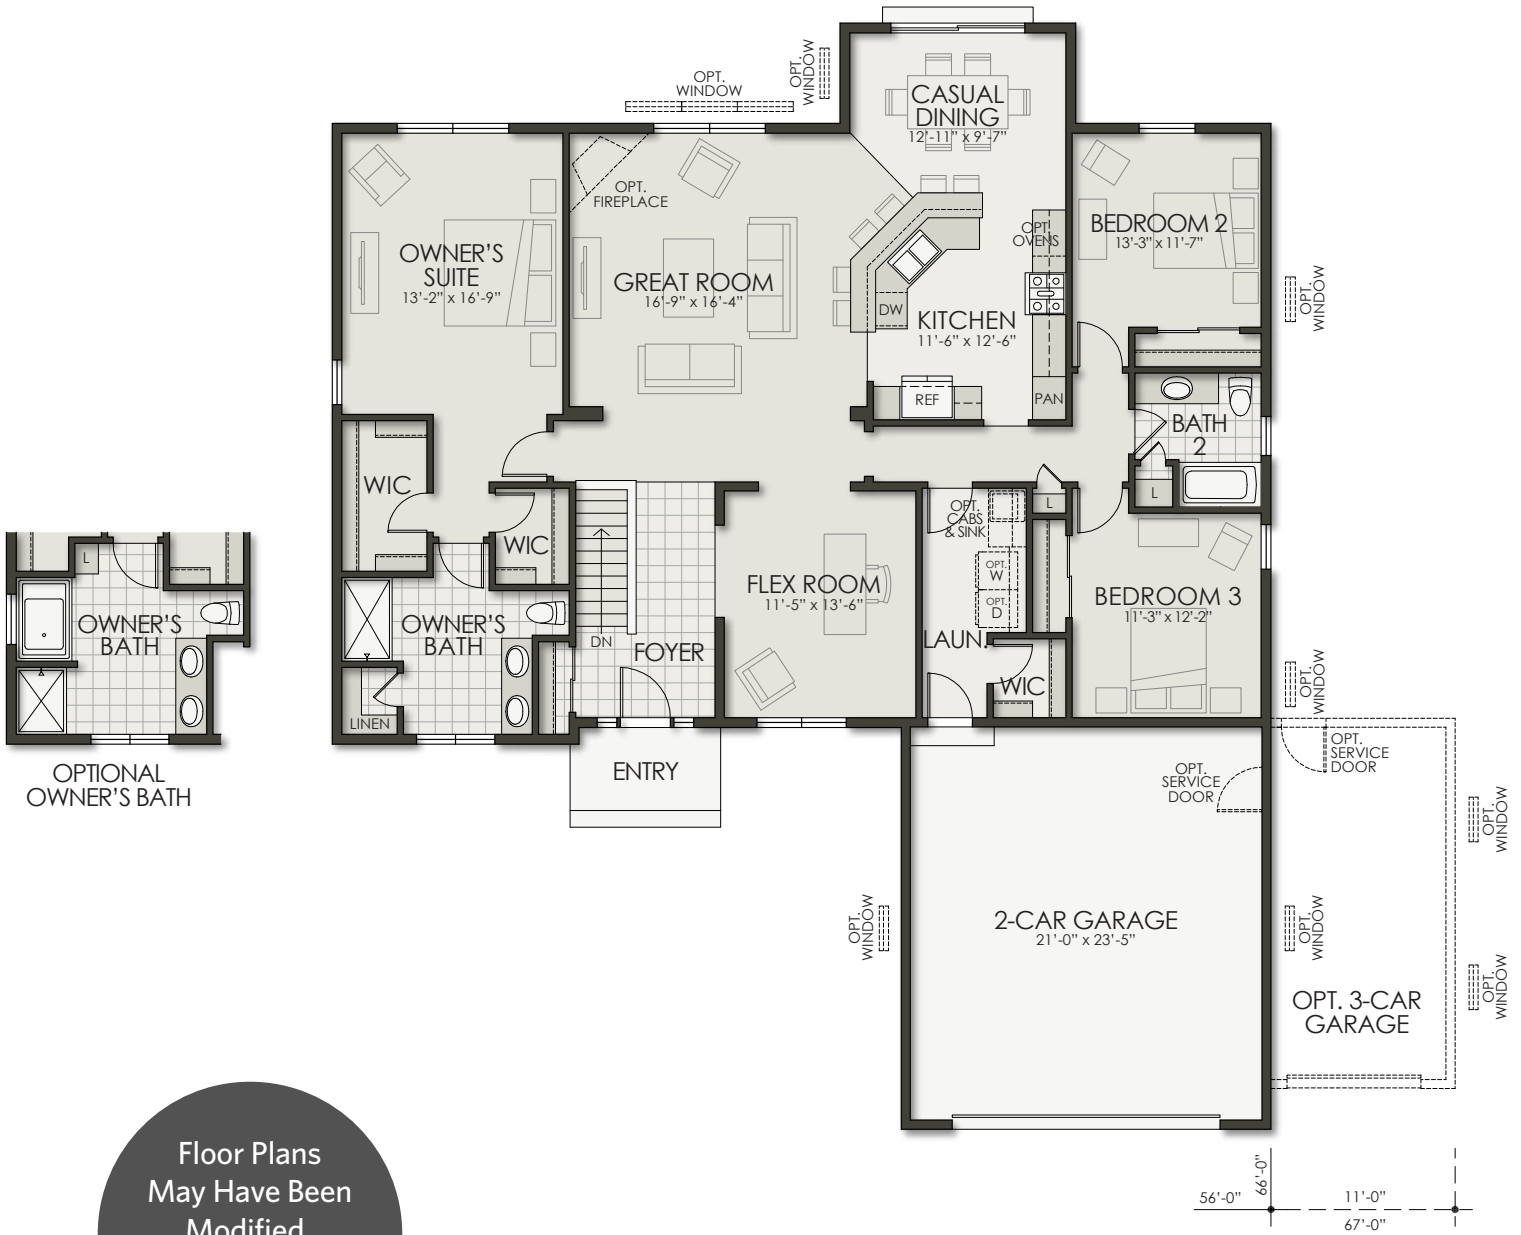 OPT.
WINDOW
OPT.
WINDOW
CASUAL
DINING
12'-11" x 9'-7"
OPT.
FIREPLACE
OWNER'S
SUITE
13'-2" x 16'-9"
GREAT ROOM
16'-9" x 16'-4"
OPT.
OVENS
BEDROOM 2
13'-3" x 11'-7"
OPT.
WINDOW
DW
KITCHEN
11'-6" x 12'-6"
REF
PAN
BATH
2
L
L
WIC
WIC
OPT.
CABS
& SINK
OPT.
W
OPT.
D
FLEX ROOM
11'-5" x 13'-6"
BEDROOM 3
11'-3" x 12'-2"
L
OWNER'S
BATH
OWNER'S
BATH
DN
FOYER
LAUN.
WIC
OPT.
WINDOW
LINEN
OPTIONAL
OWNER'S BATH
ENTRY
OPT.
SERVICE
DOOR
OPT.
SERVICE
DOOR
OPT.
WINDOW
OPT.
WINDOW
2-CAR GARAGE
21'-0" x 23'-5"
OPT.
WINDOW
OPT.
WINDOW
OPT. 3-CAR
GARAGE
Floor Plans
May Have Been
Modified
56'-0"
66'-0"
11'-0"
67'-0"